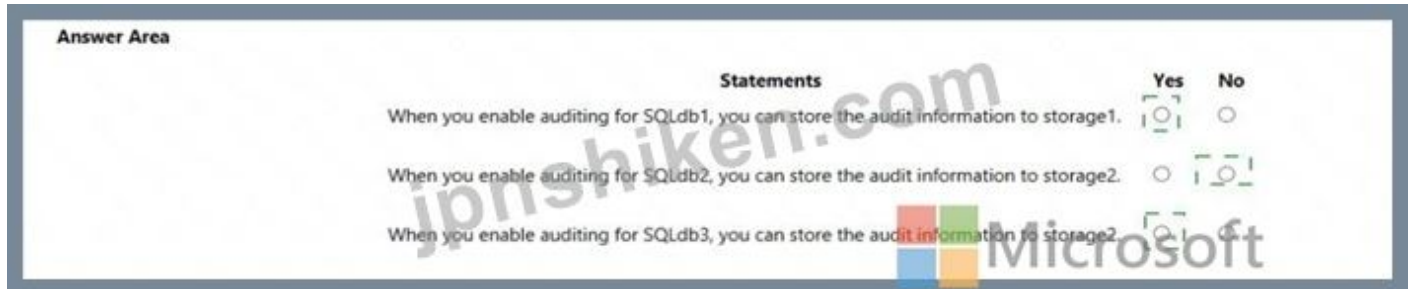 Answer Area
Statements Yes No
When you enable auditing for SQLdb1, you can store the audit information to storage1.
When you enable auditing for SQLdb2, you can store the audit information to storage2.
When you enable auditing for SQLdb3, you can store the audit information to storage2.
jpnshiken.com
Microsoft